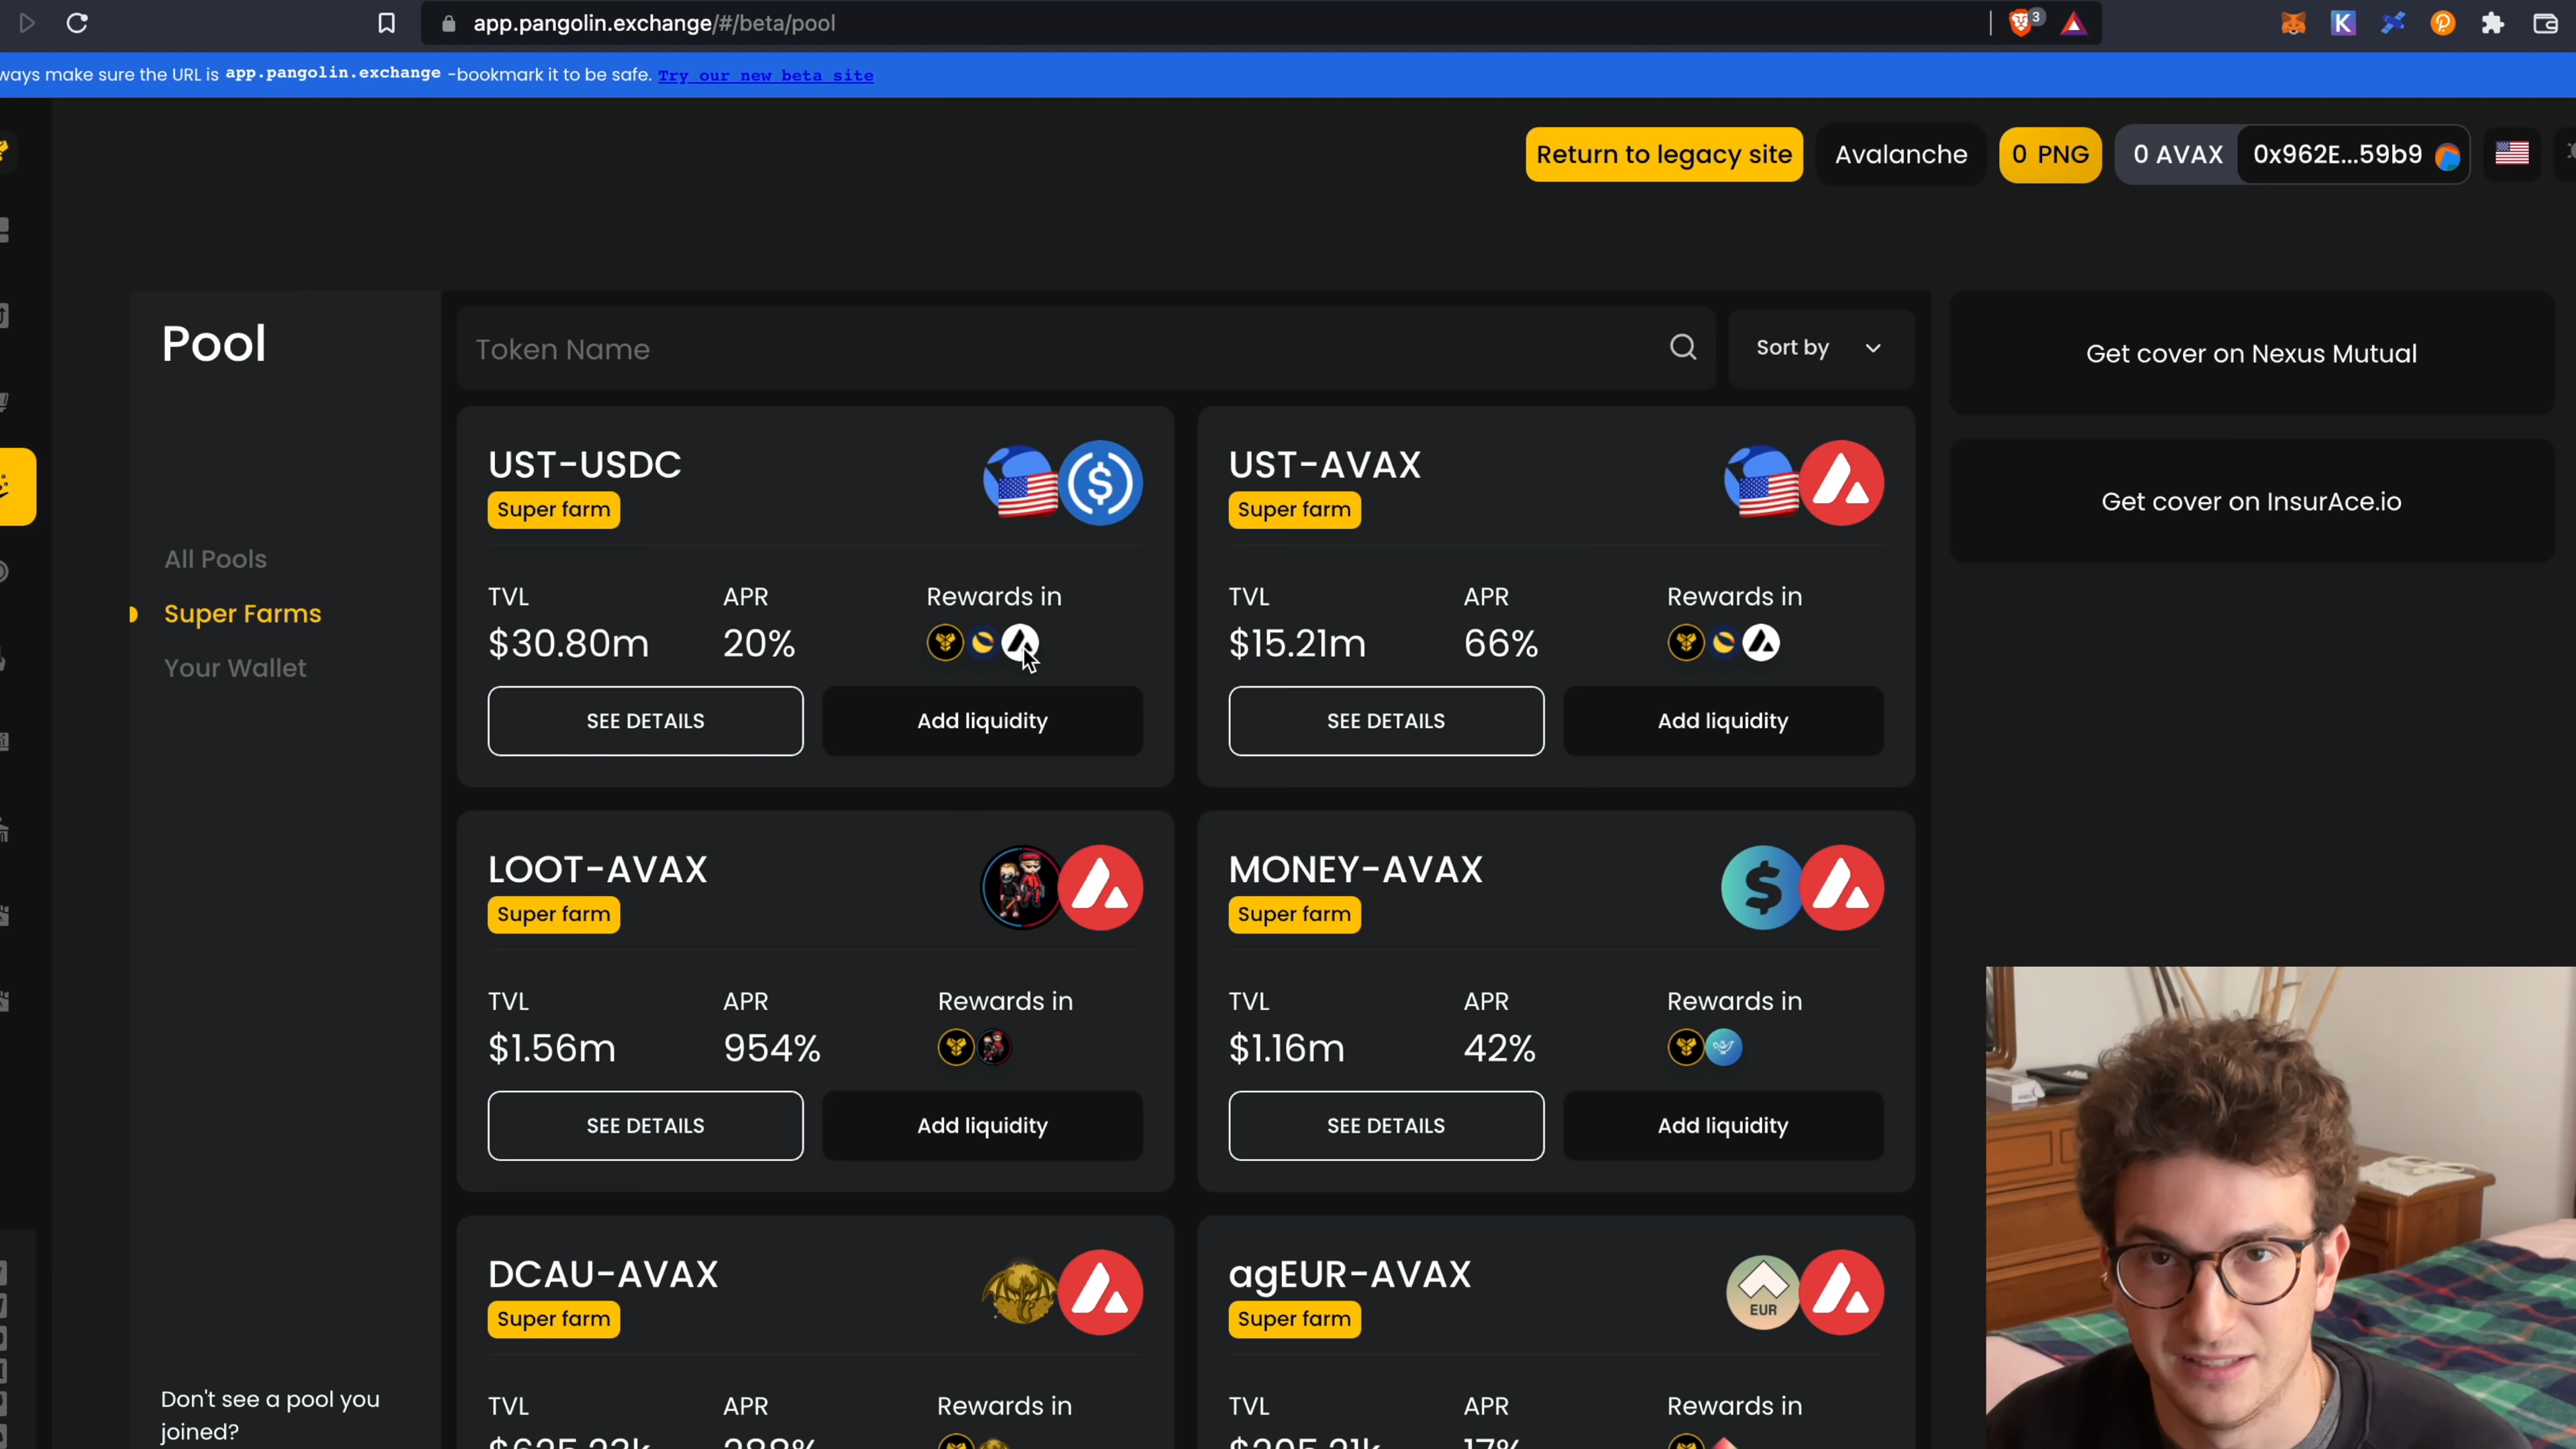 app.pangolin.exchange/#/beta/pool
3
ways make sure the URL is app.pangolin.exchange -bookmark it to be safe. Try our new beta site
Return to legacy site
Avalanche
0 PNG
0 AVAX
0x962E...59b9
Pool
Token Name
Sort by
Get cover on Nexus Mutual
Get cover on InsurAce.io
All Pools
Super Farms
Your Wallet
UST-USDC
Super farm
TVL
APR
Rewards in
$30.80m
20%
SEE DETAILS
Add liquidity
UST-AVAX
Super farm
TVL
APR
Rewards in
$15.21m
66%
SEE DETAILS
Add liquidity
LOOT-AVAX
Super farm
TVL
APR
Rewards in
$1.56m
954%
SEE DETAILS
Add liquidity
MONEY-AVAX
Super farm
TVL
APR
Rewards in
$1.16m
42%
SEE DETAILS
Add liquidity
DCAU-AVAX
Super farm
TVL
APR
Rewards in
agEUR-AVAX
EUR
Super farm
TVL
APR
Rewards in
Don't see a pool you
joined?